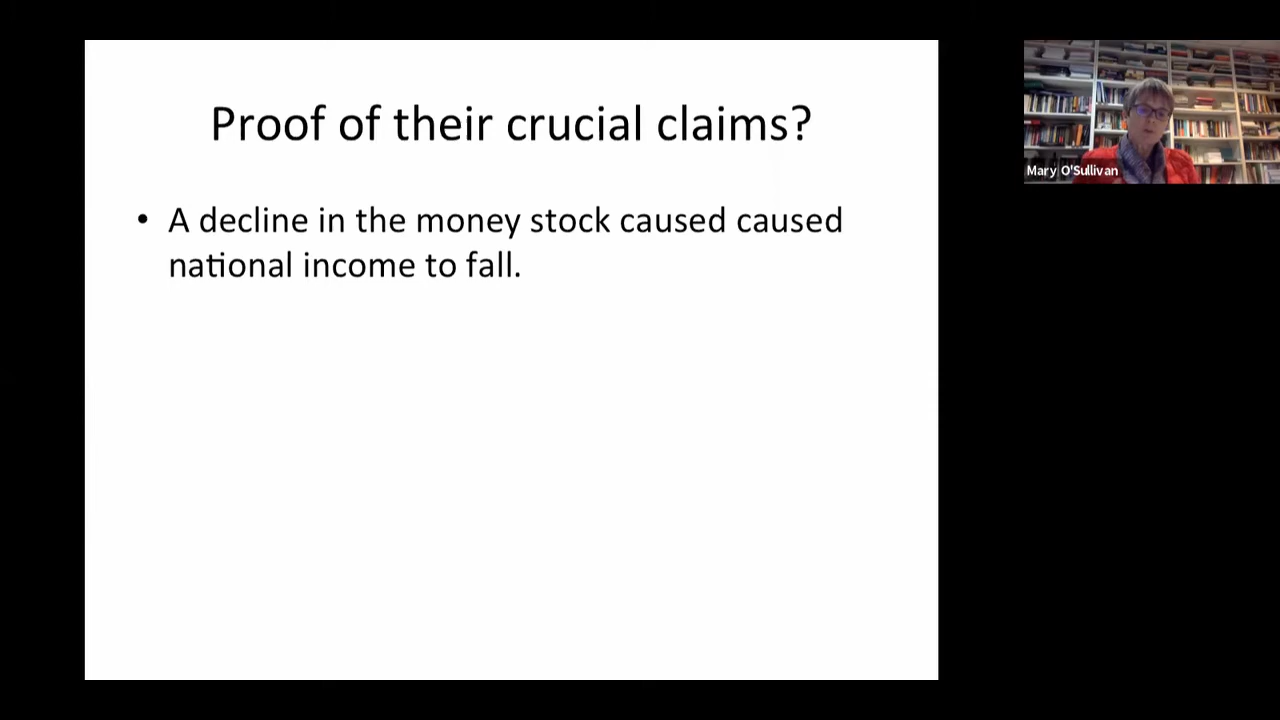 Proof of their crucial claims?
• A decline in the money stock caused caused
national income to fall.
Mary O'Sullivan